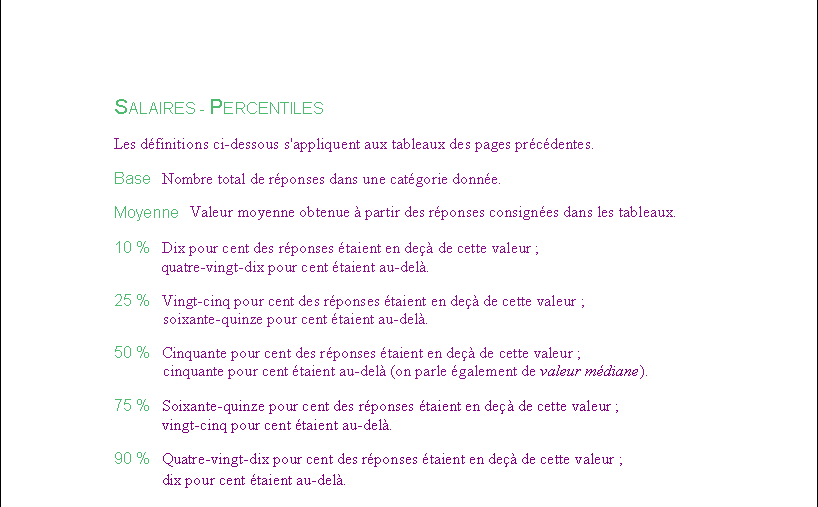 SALAIRES - PERCENTILES
Les définitions ci-dessous s'appliquent aux tableaux des pages précédentes.
Base Nombre total de réponses dans une catégorie donnée.
Moyenne Valeur moyenne obtenue à partir des réponses consignées dans les tableaux.
10 % Dix pour cent des réponses étaient en deçà de cette valeur ;
quatre-vingt-dix pour cent étaient au-delà.
25 % Vingt-cinq pour cent des réponses étaient en deçà de cette valeur ;
soixante-quinze pour cent étaient au-delà.
50 % Cinquante pour cent des réponses étaient en deçà de cette valeur ;
cinquante pour cent étaient au-delà (on parle également de valeur médiane).
75 % Soixante-quinze pour cent des réponses étaient en deçà de cette valeur ;
vingt-cinq pour cent étaient au-delà.
90 % Quatre-vingt-dix pour cent des réponses étaient en deçà de cette valeur ;
dix pour cent étaient au-delà.